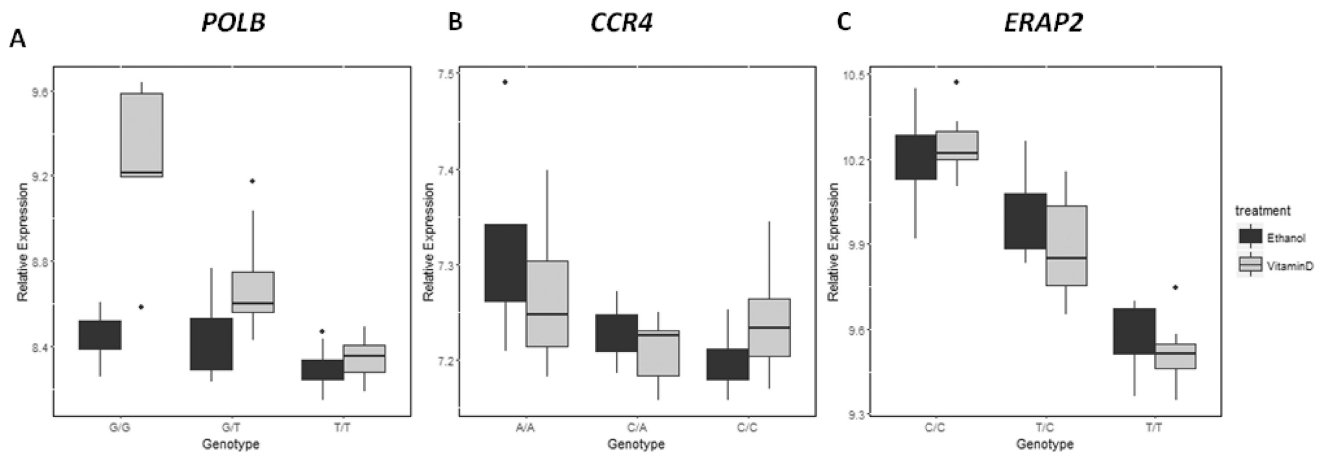 A
POLB
B
CCR4
C
ERAP2
Relative Expression
9.6
9.2
8.8
8.4
G/G
G/T
T/T
Genotype
Relative Expression
7.5
7.4
7.3
7.2
A/A
C/A
C/C
Genotype
Relative Expression
10.5
10.2
9.9
9.6
9.3
C/C
T/C
T/T
Genotype
treatment
Ethanol
VitaminD